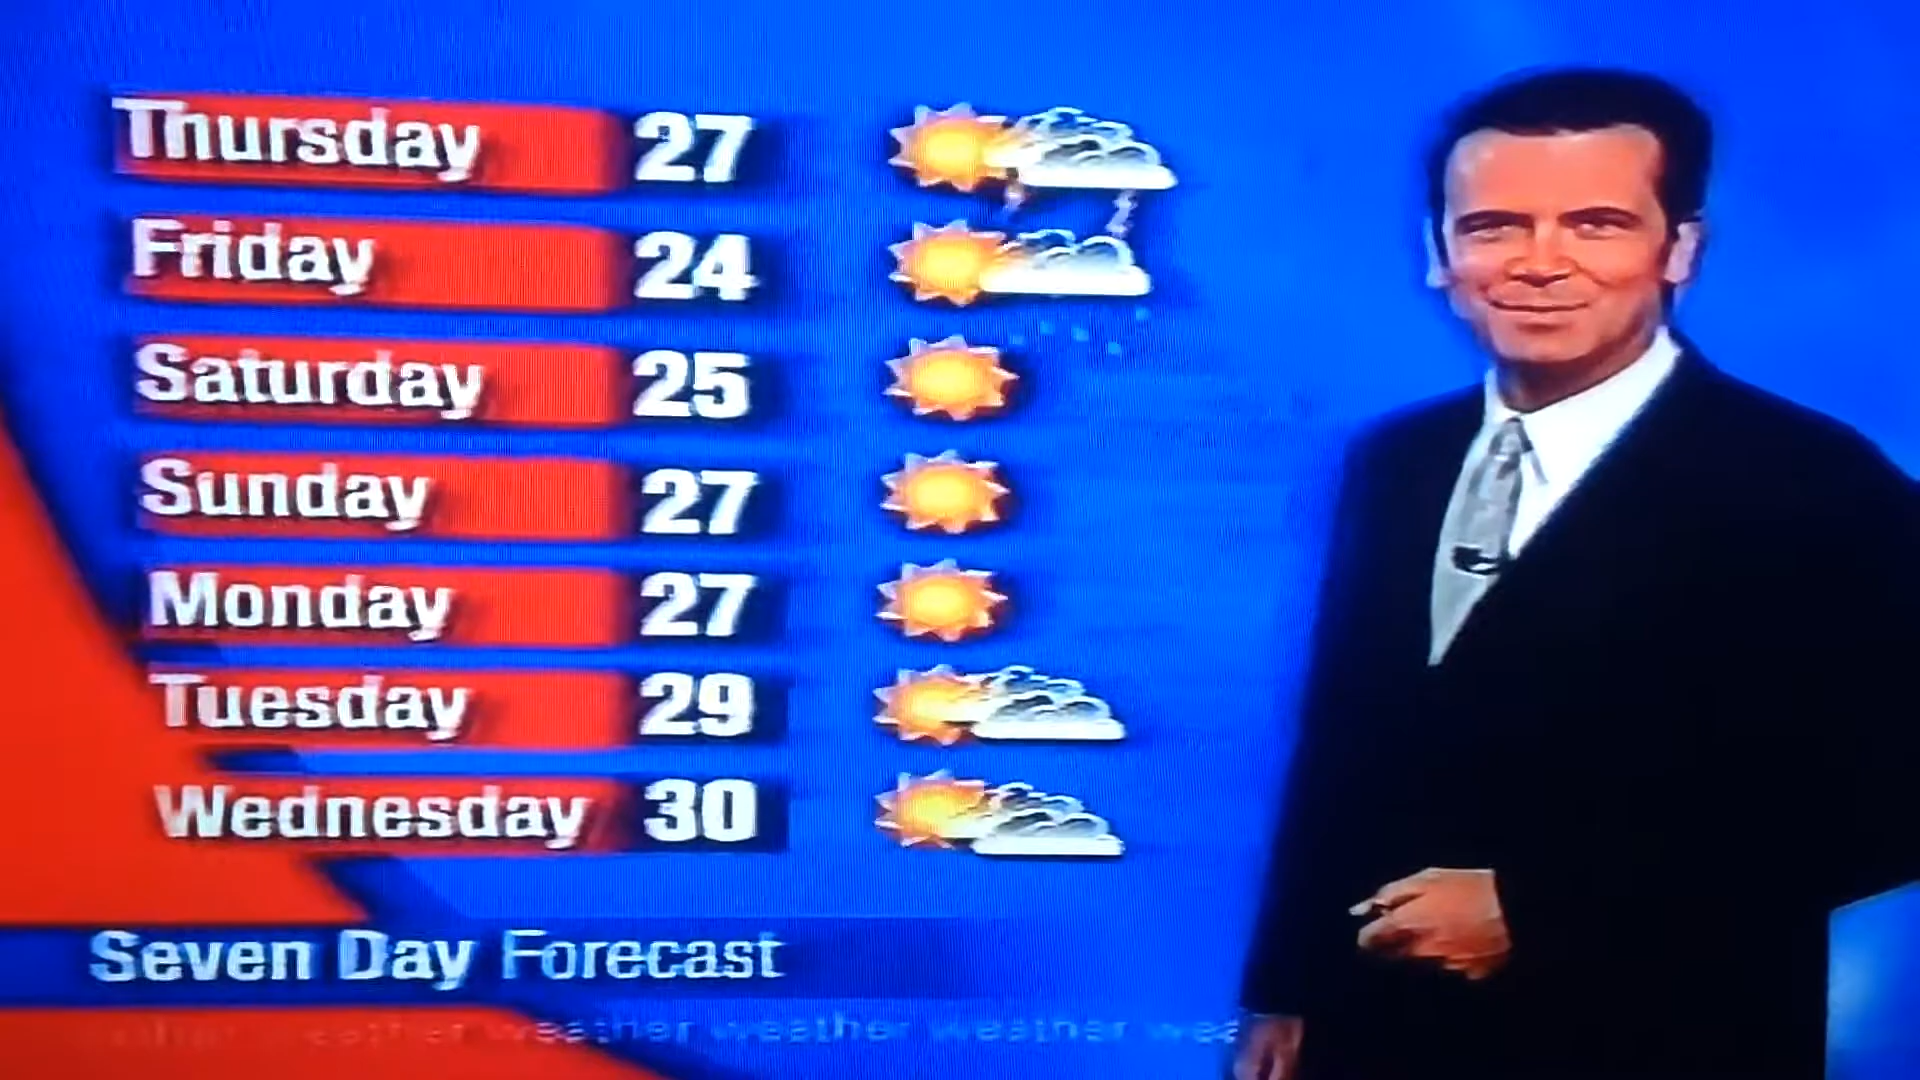 Thursday 27
Friday 24
Saturday 25
Sunday 27
Monday 27
Tuesday 29
Wednesday 30
Seven Day Forecast
weather weather weather weather